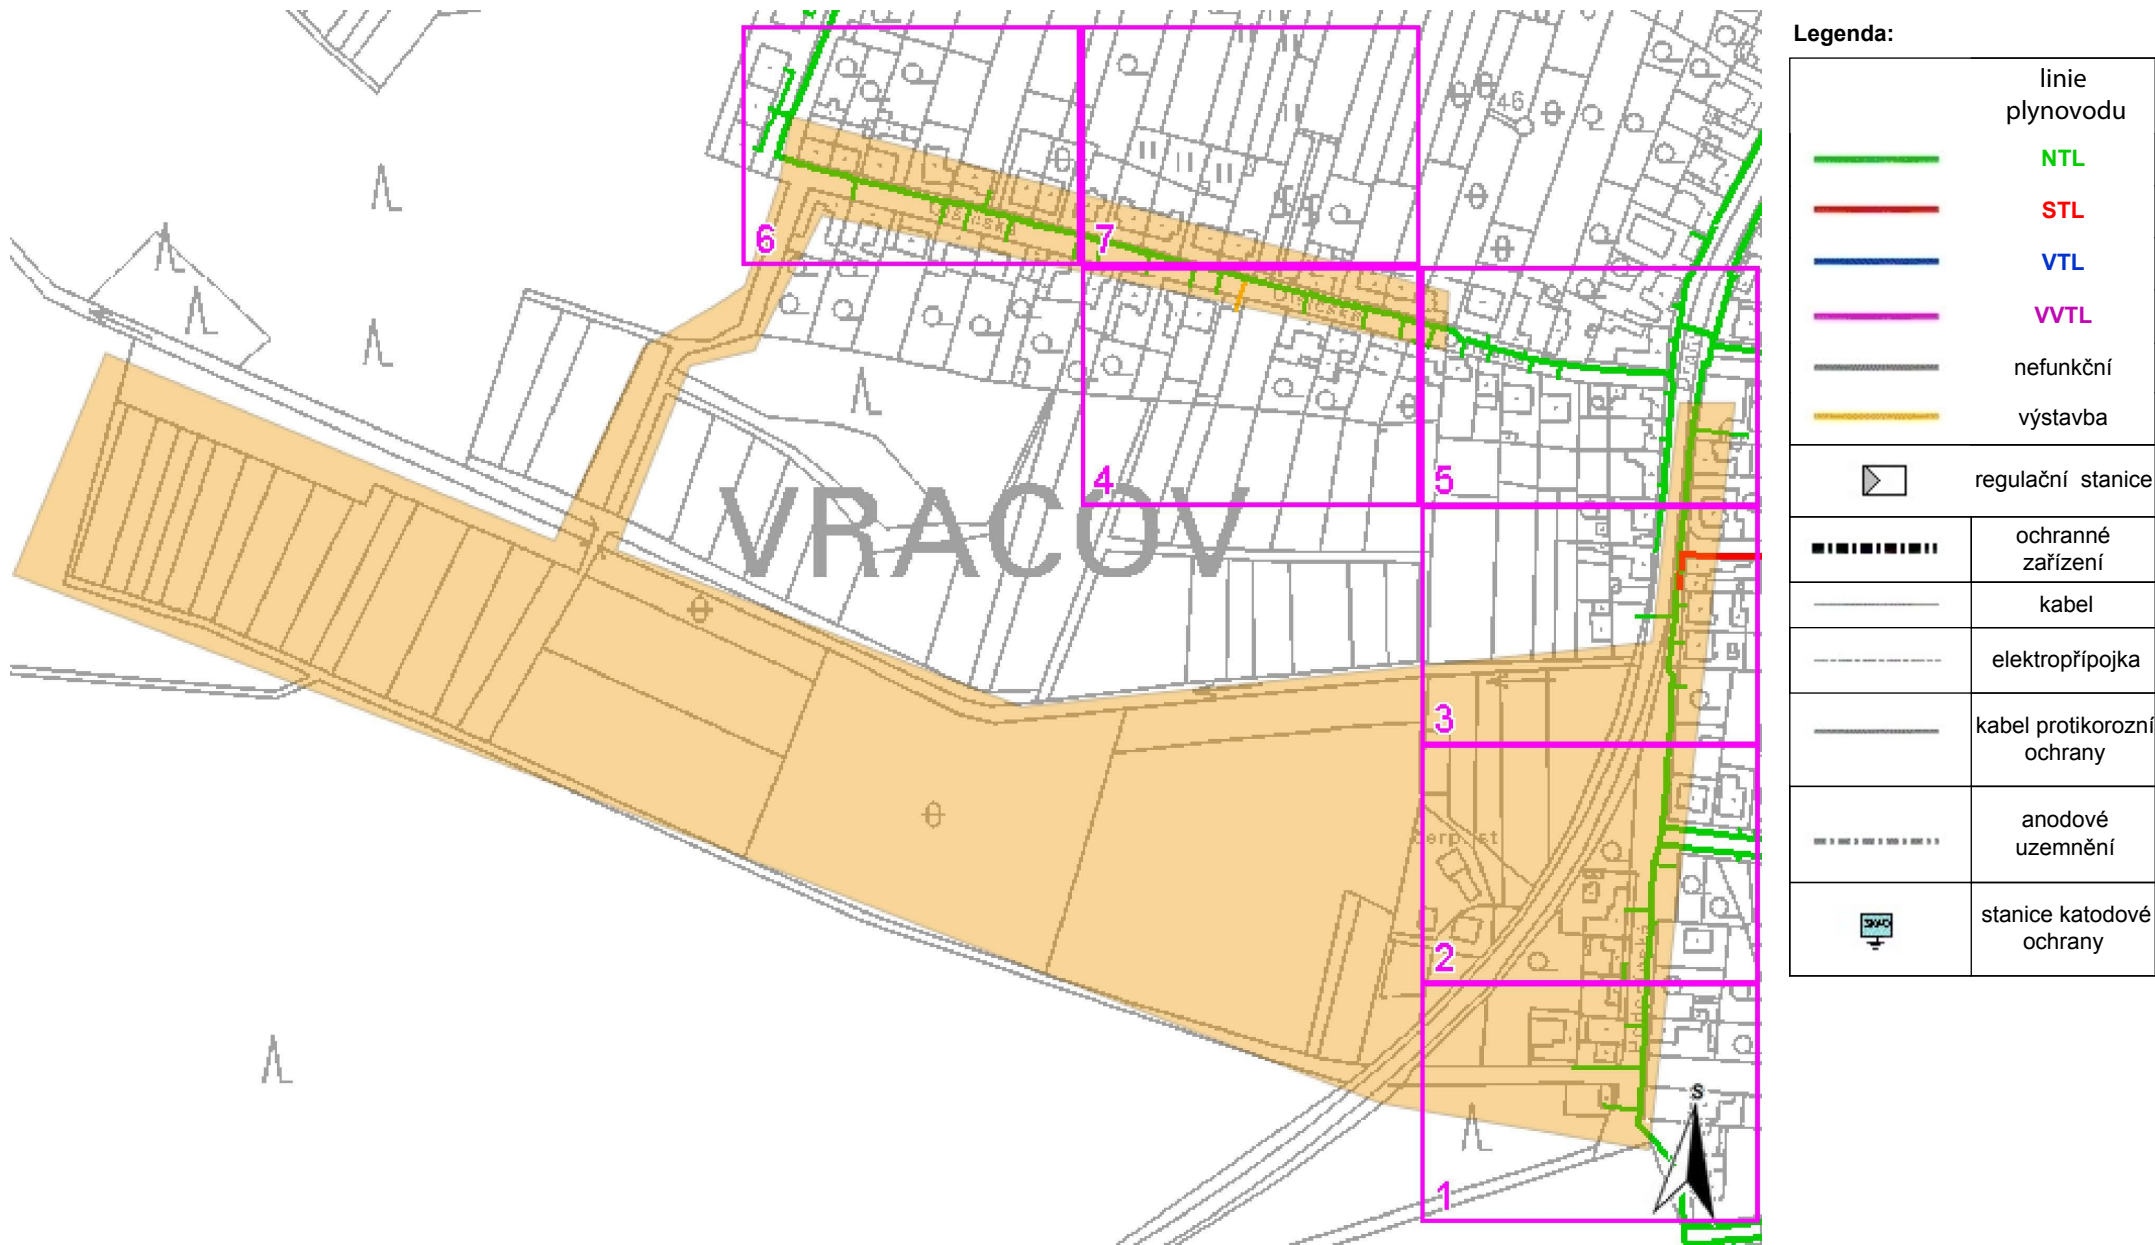 Legenda:
linie
plynovodu
NTL
STL
VTL
VVTL
nefunkční
výstavba
regulační stanice
ochranné
zařízení
kabel
elektropřípojka
kabel protikorozní
ochrany
anodové
uzemnění
stanice katodové
ochrany
46
6
7
4
5
VRACOV
3
2
1
S